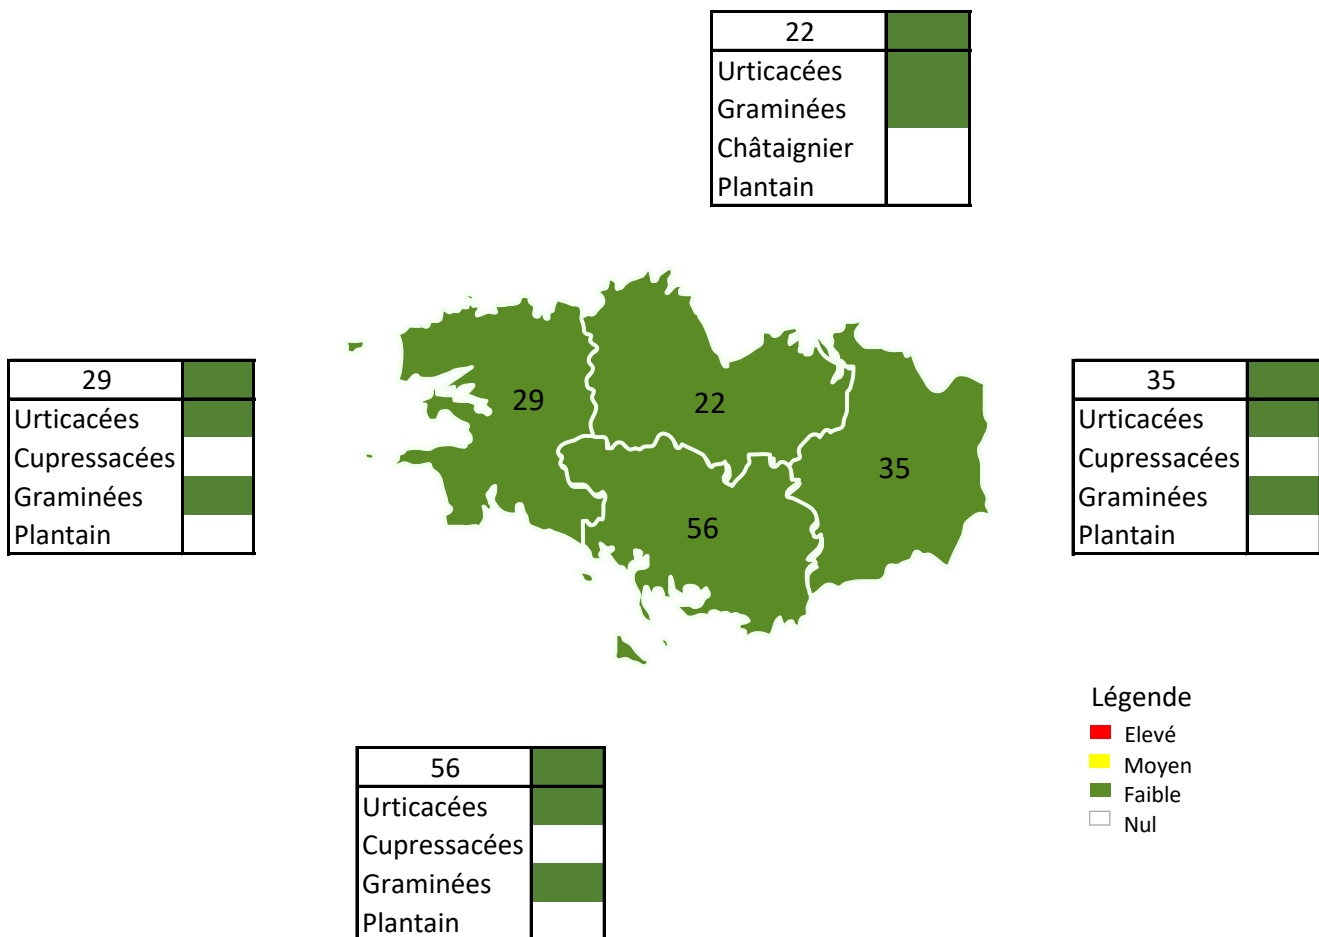 22
Urticacées
Graminées
Châtaignier
Plantain
29
Urticacées
Cupressacées
Graminées
Plantain
29
22
35
56
35
Urticacées
Cupressacées
Graminées
Plantain
56
Urticacées
Cupressacées
Graminées
Plantain
Légende
Elevé
Moyen
Faible
Nul